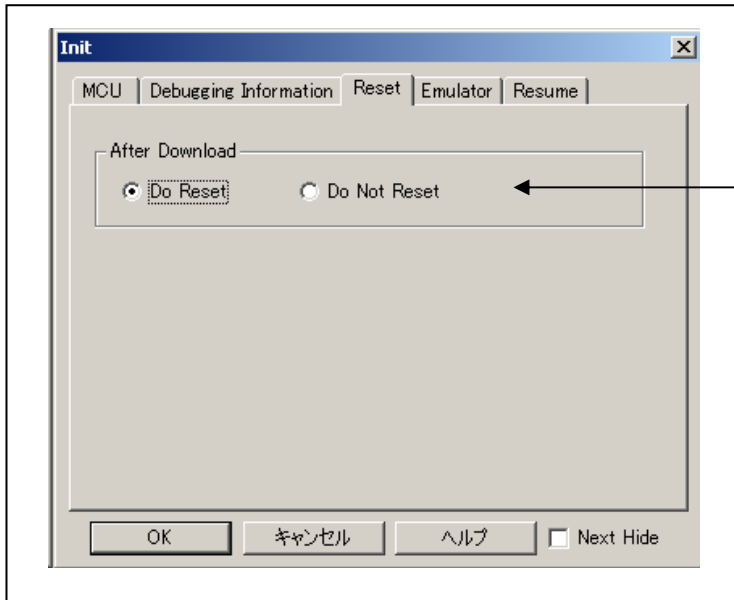 Init
MCU Debugging Information Reset Emulator Resume
After Download
Do Reset Do Not Reset
OK キャンセル ヘルプ Next Hide